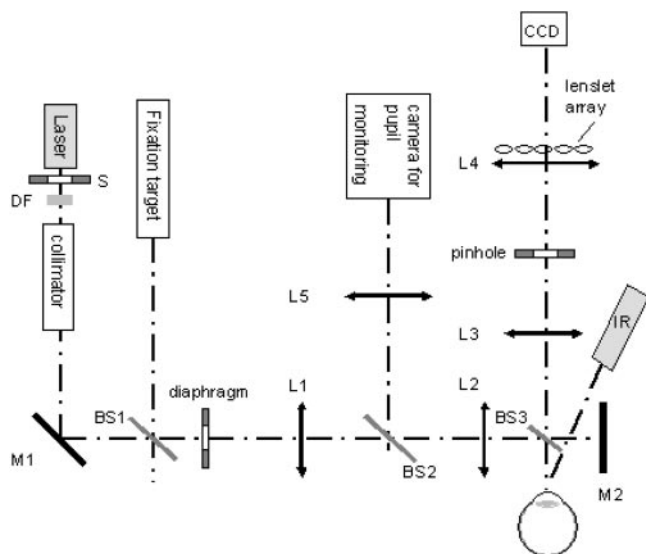 CCD
lenslet
array
L4
Laser
S
DF
collimator
Fixation target
camera for
pupil
monitoring
pinhole
L5
L3
IR
diaphragm
L1
L2
BS1
BS3
M1
BS2
M2